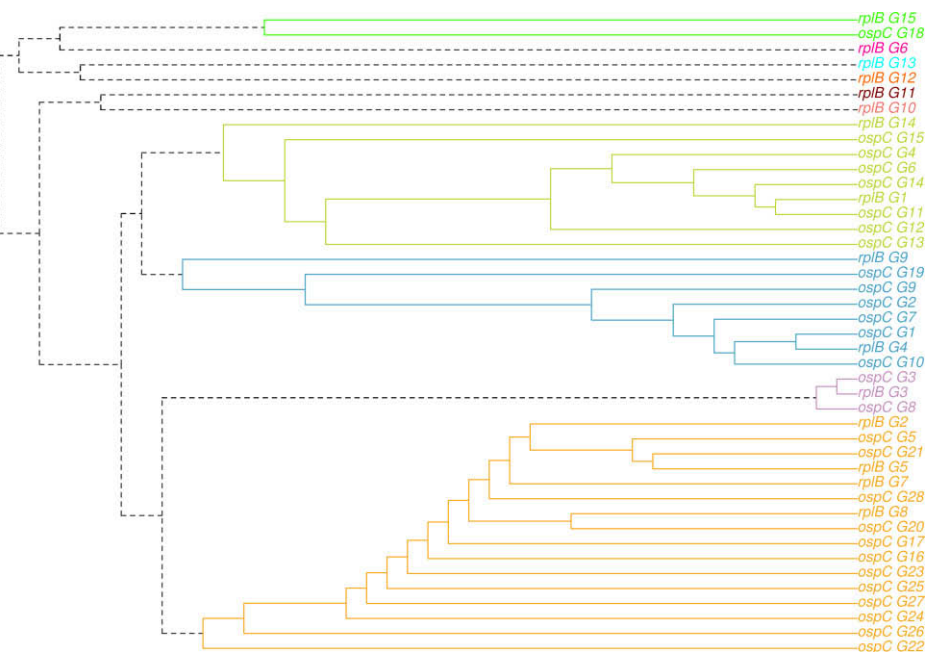 rplB G15
ospC G18
rplB G6
rplB G13
rplB G12
rplB G11
rplB G10
rplB G14
ospC G15
ospC G4
ospC G6
ospC G14
rplB G1
ospC G11
ospC G12
ospC G13
rplB G9
ospC G19
ospC G9
ospC G2
ospC G7
ospC G1
rplB G4
ospC G10
ospC G3
rplB G3
ospC G8
rplB G2
ospC G5
ospC G21
rplB G5
rplB G7
ospC G28
rplB G8
ospC G20
ospC G17
ospC G16
ospC G23
ospC G25
ospC G27
ospC G24
ospC G26
ospC G22